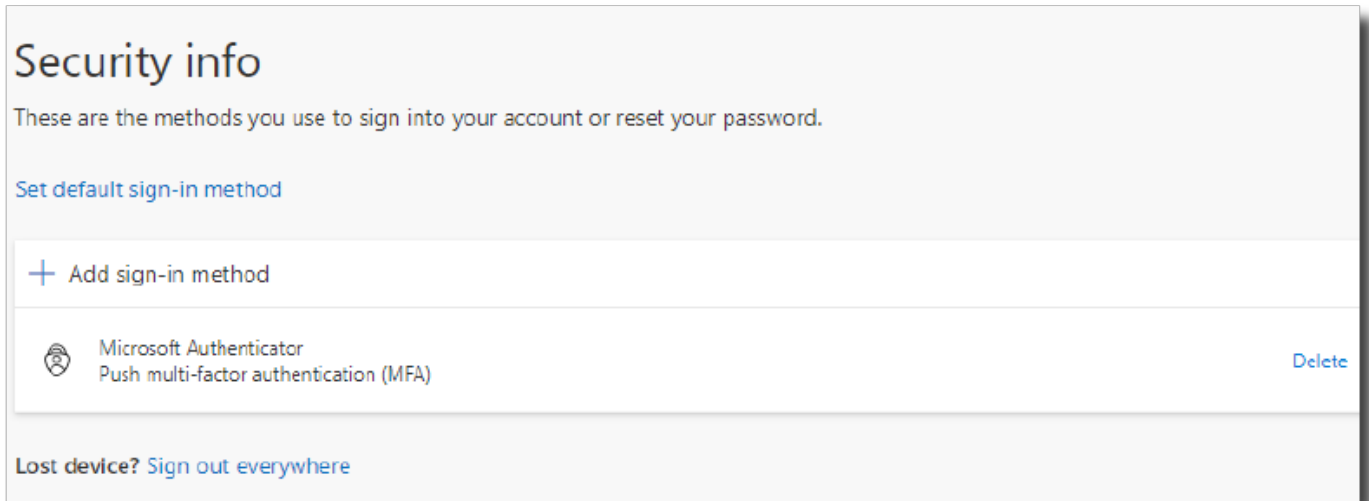 Security info
These are the methods you use to sign into your account or reset your password.
Set default sign-in method
Add sign-in method
Microsoft Authenticator
Push multi-factor authentication (MFA)
Delete
Lost device? Sign out everywhere